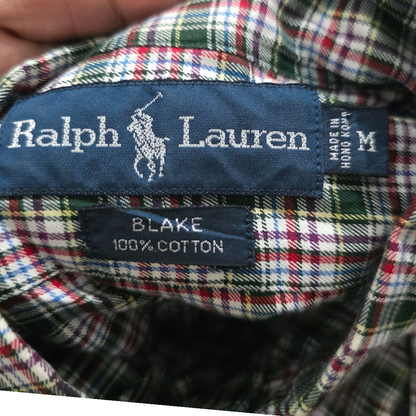 Ralph Lauren
MADE IN
HONG KONG
M
BLAKE
100% COTTON